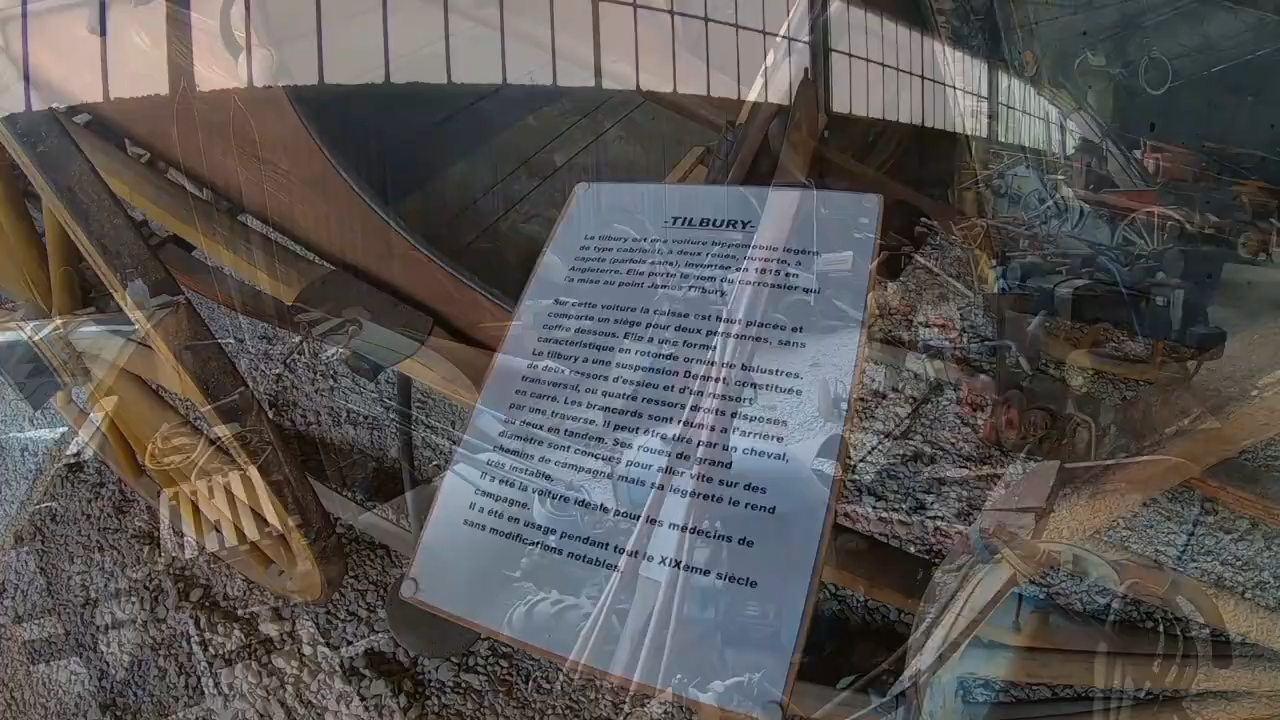 -TILBURY-
Le tilbury est une voiture hippomobile légère,
de type cabriolet, à deux roues, ouverte, à
capote (parfois sans), inventée en 1815 en
Angleterre. Elle porte le nom du carrossier qui
l'a mise au point James Tilbury.
Sur cette voiture la caisse est haut placée et
comporte un siège pour deux personnes, sans
coffre dessous. Elle a une forme
caractéristique en rotonde ornée de balustres.
Le tilbury a une suspension Dennet, constituée
de deux ressorts d'essieu et d'un ressort
transversal, ou quatre ressorts droits disposés
en carré. Les brancards sont réunis a l'arrière
par une traverse. Il peut être tiré par un cheval,
ou deux en tandem. Ses roues de grand
diamètre sont conçues pour aller vite sur des
chemins de campagne mais sa légéreté le rend
très instable.
Il a été la voiture idéale pour les médecins de
campagne.
Il a été en usage pendant tout le XIXème siècle
sans modifications notables.